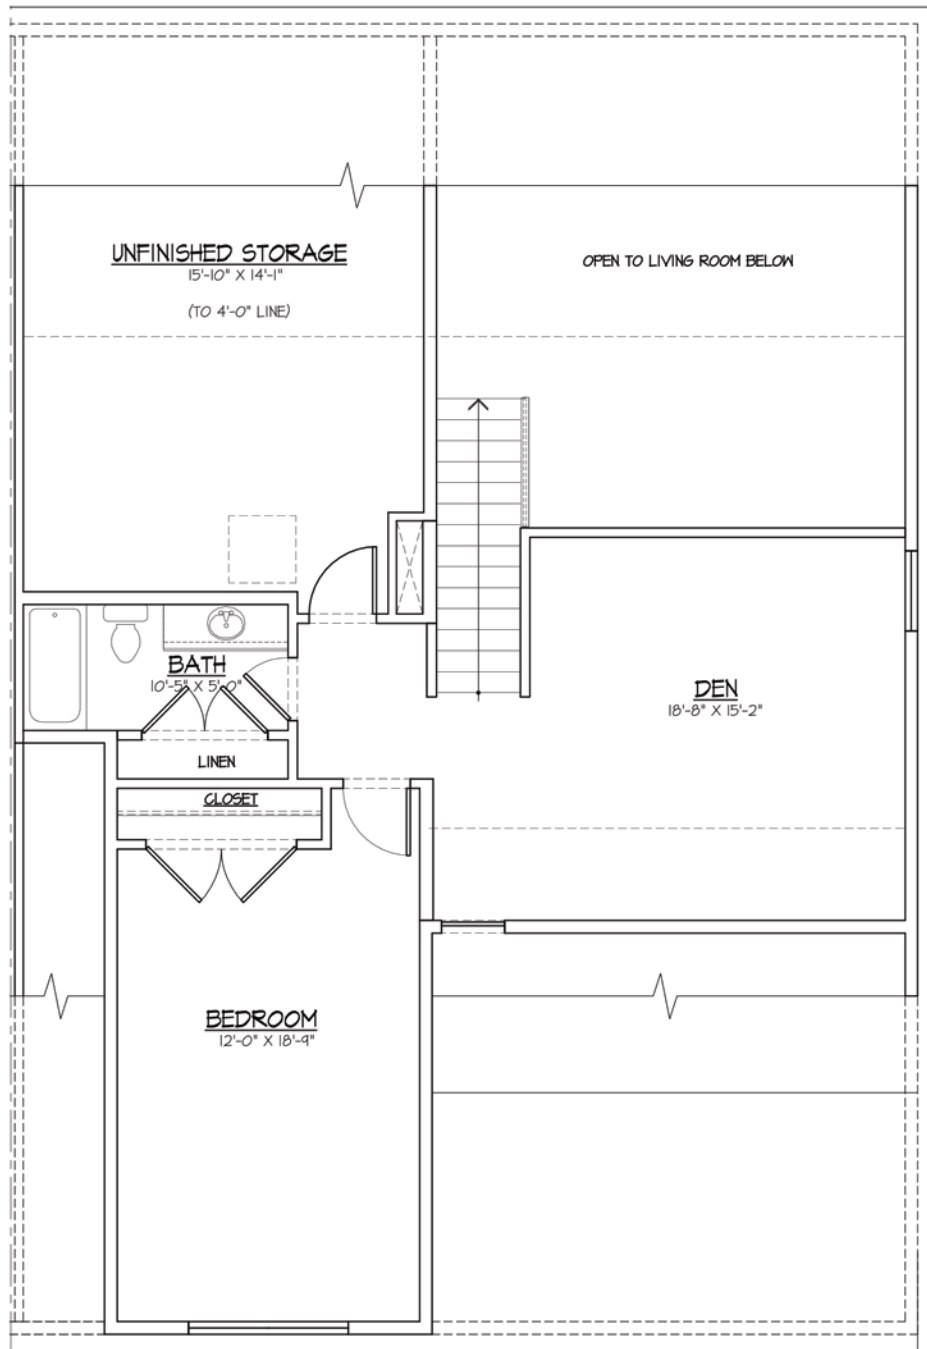 UNFINISHED STORAGE
15'-10" X 14'-1"
(TO 4'-0" LINE)
OPEN TO LIVING ROOM BELOW
BATH
10'-5" X 5'-0"
DEN
18'-8" X 15'-2"
LINEN
CLOSET
BEDROOM
12'-0" X 18'-9"